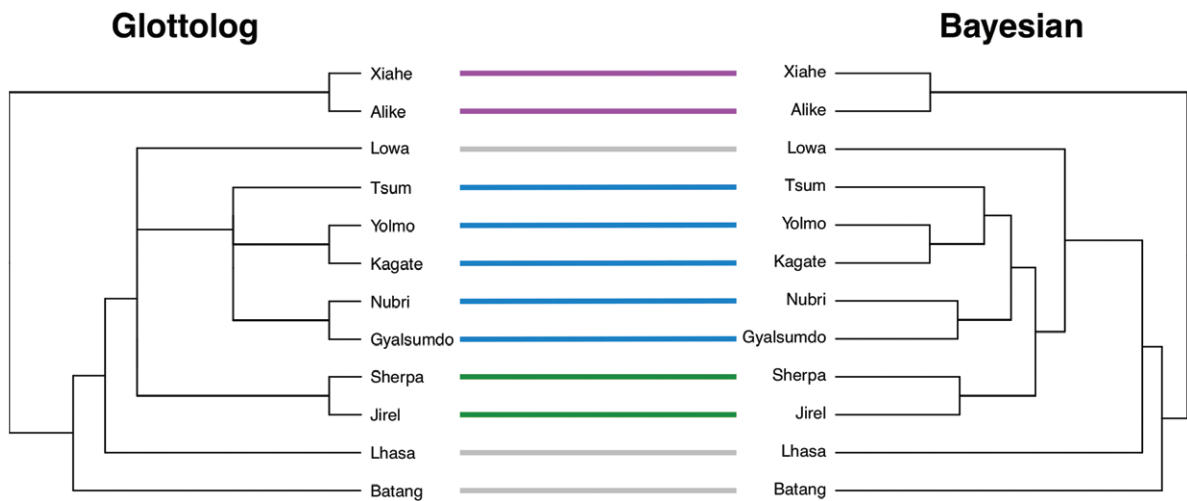 Glottolog Bayesian
Xiahe Xiahe
Alike Alike
Lowa Lowa
Tsum Tsum
Yolmo Yolmo
Kagate Kagate
Nubri Nubri
Gyalsumdo Gyalsumdo
Sherpa Sherpa
Jirel Jirel
Lhasa Lhasa
Batang Batang